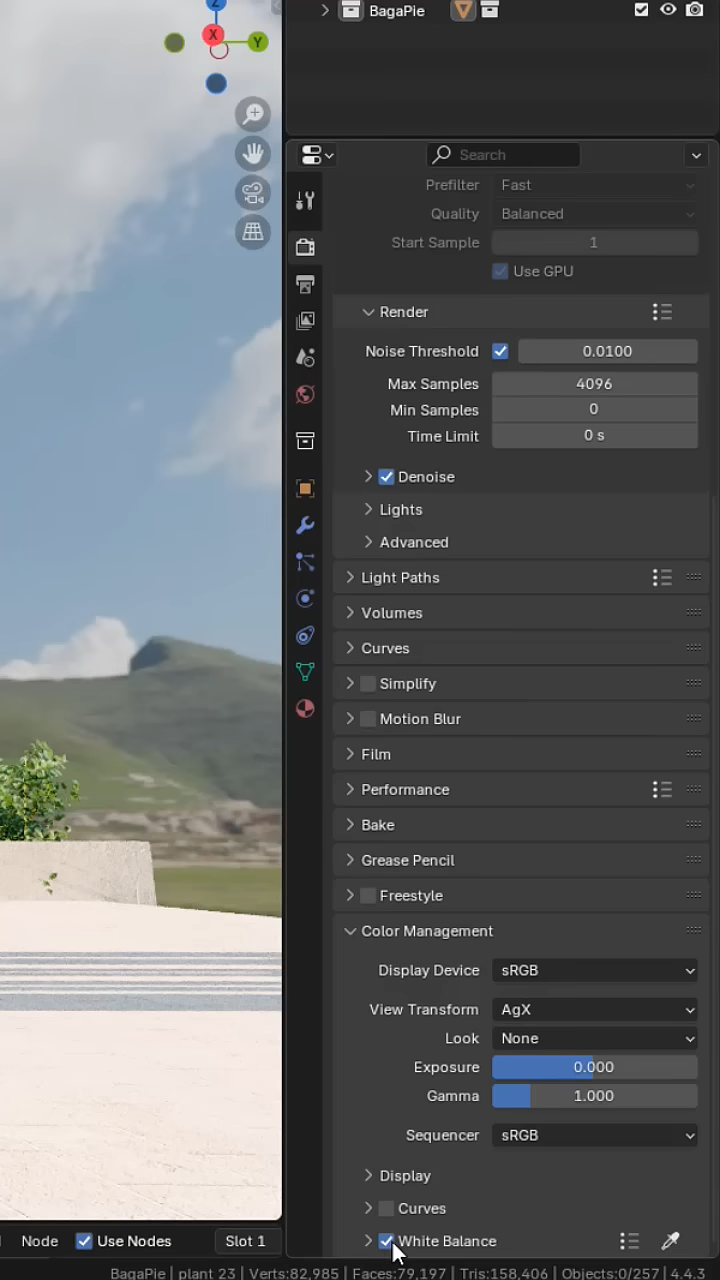 Z
BagaPie
X
Y
Search
Prefilter Fast
Quality Balanced
Start Sample 1
Use GPU
Render
Noise Threshold 0.0100
Max Samples 4096
Min Samples 0
Time Limit 0 s
Denoise
Lights
Advanced
Light Paths
Volumes
Curves
Simplify
Motion Blur
Film
Performance
Bake
Grease Pencil
Freestyle
Color Management
Display Device sRGB
View Transform AgX
Look None
Exposure 0.000
Gamma 1.000
Sequencer sRGB
Display
Curves
White Balance
Node Use Nodes Slot 1
BagaPie | plant 23 | Verts:82,985 | Faces:79,197 | Tris:158,406 | Objects:0/257 | 4.4.3